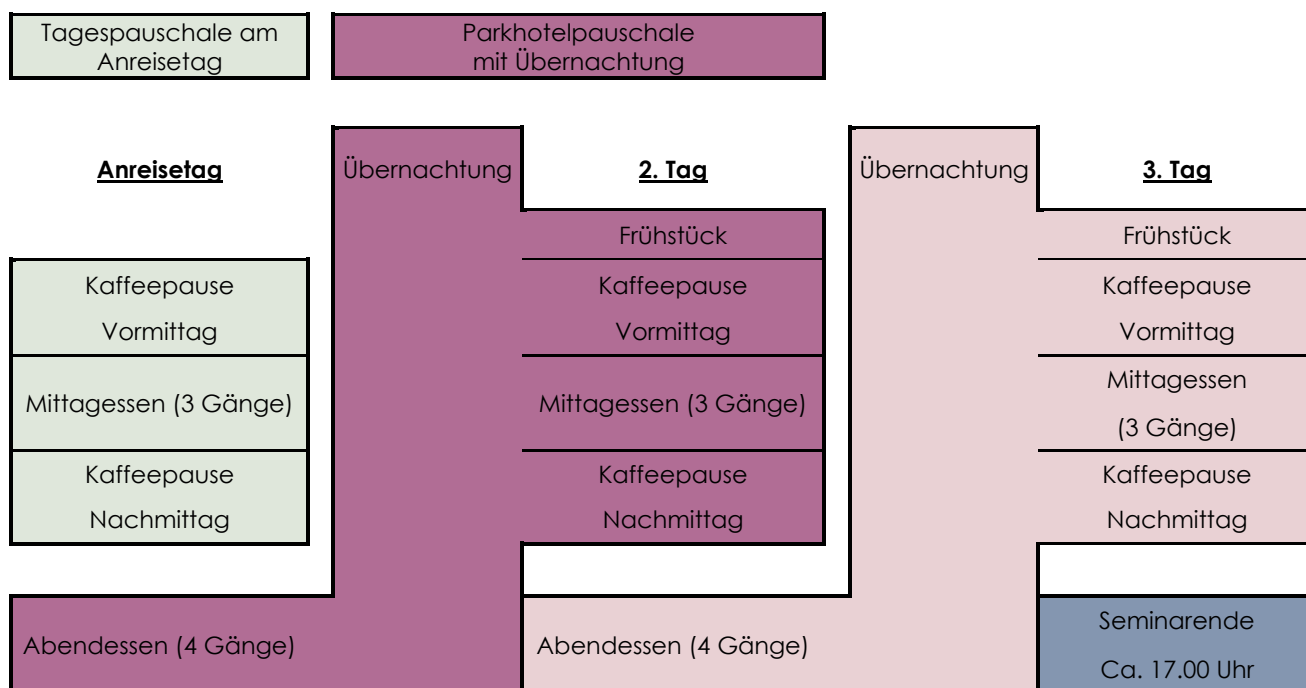 Tagespauschale am
Anreisetag
Parkhotelpauschale
mit Übernachtung
Anreisetag
Übernachtung
2. Tag
Übernachtung
3. Tag
Frühstück
Frühstück
Kaffeepause
Vormittag
Kaffeepause
Vormittag
Kaffeepause
Vormittag
Mittagessen (3 Gänge)
Mittagessen (3 Gänge)
Mittagessen
(3 Gänge)
Kaffeepause
Nachmittag
Kaffeepause
Nachmittag
Kaffeepause
Nachmittag
Abendessen (4 Gänge)
Abendessen (4 Gänge)
Seminarende
Ca. 17.00 Uhr